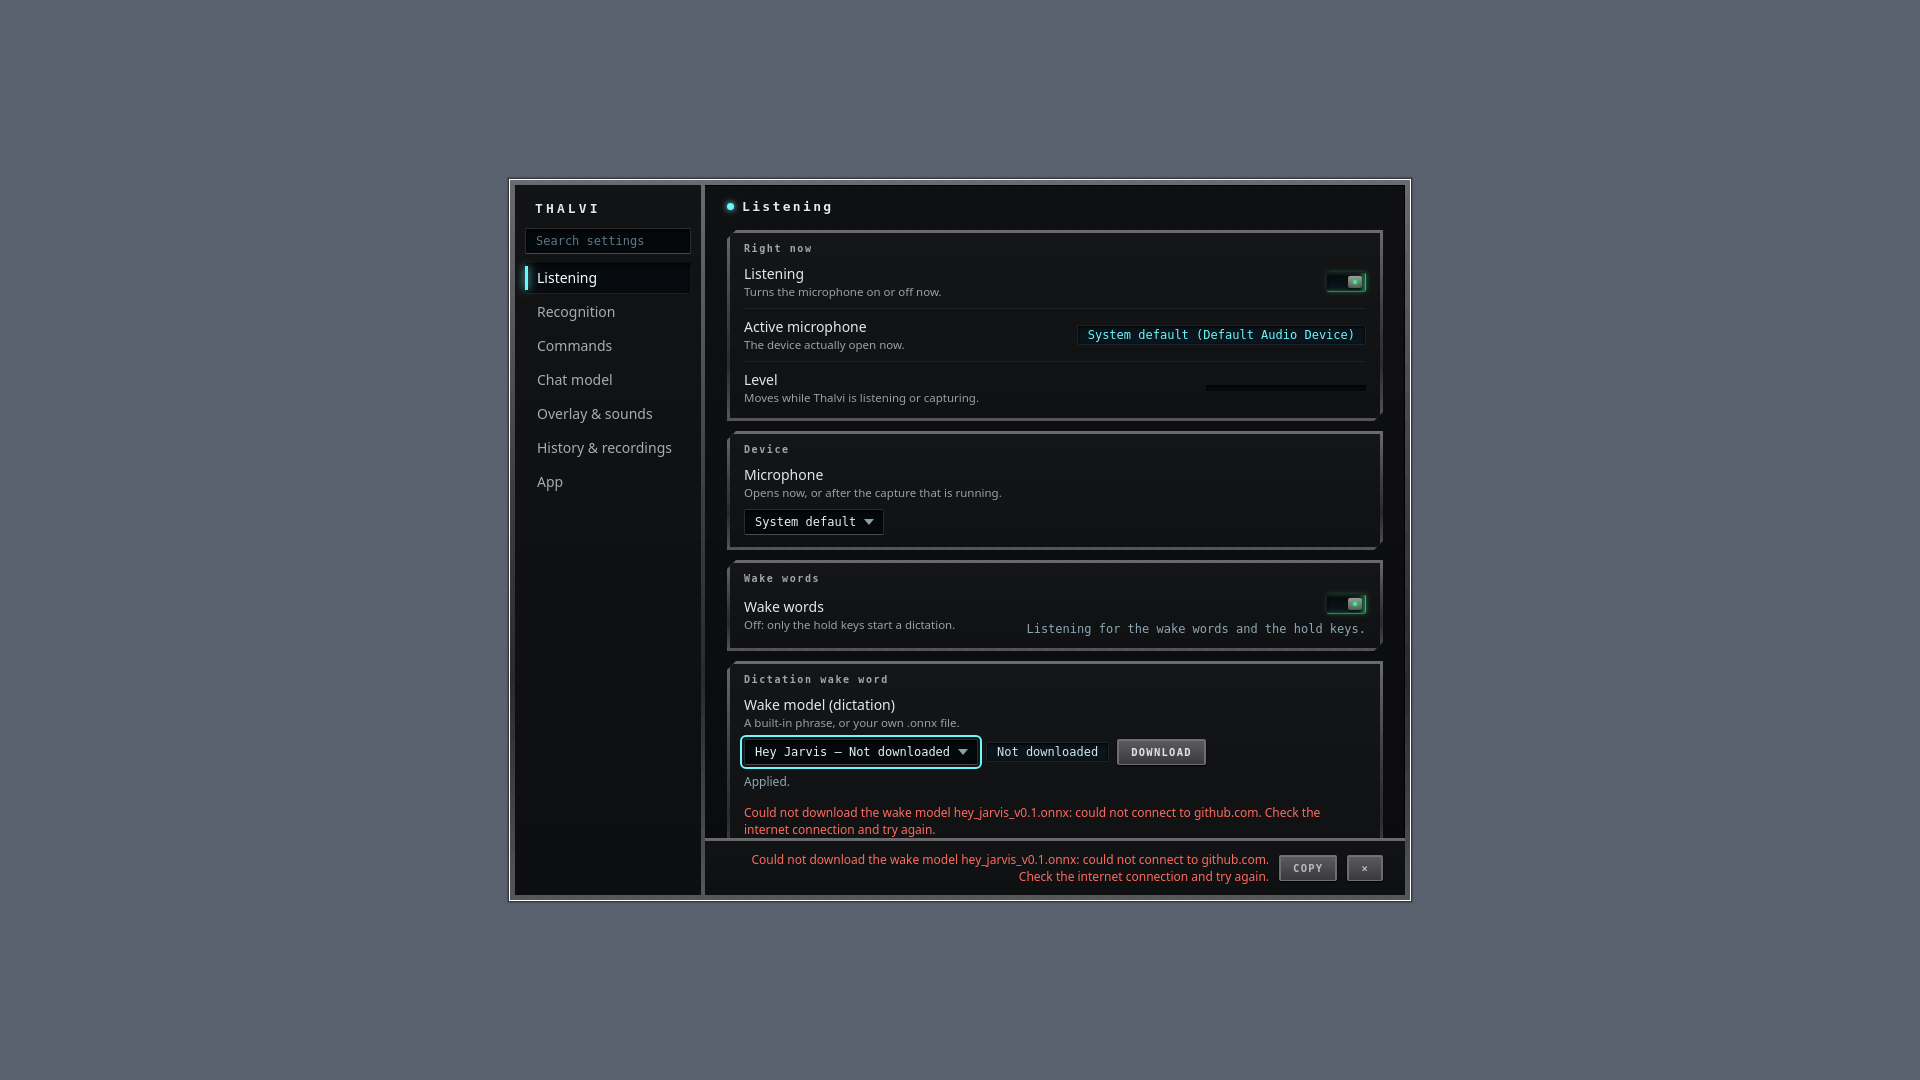 THALVI
Search settings
Listening
Recognition
Commands
Chat model
Overlay & sounds
History & recordings
App
Listening
Right now
Listening
Turns the microphone on or off now.
Active microphone
The device actually open now.
System default (Default Audio Device)
Level
Moves while Thalvi is listening or capturing.
Device
Microphone
Opens now, or after the capture that is running.
System default
Wake words
Wake words
Off: only the hold keys start a dictation.
Listening for the wake words and the hold keys.
Dictation wake word
Wake model (dictation)
A built-in phrase, or your own .onnx file.
Hey Jarvis — Not downloaded
Not downloaded
DOWNLOAD
Applied.
Could not download the wake model hey_jarvis_v0.1.onnx: could not connect to github.com. Check the
internet connection and try again.
Could not download the wake model hey_jarvis_v0.1.onnx: could not connect to github.com.
Check the internet connection and try again.
COPY
×